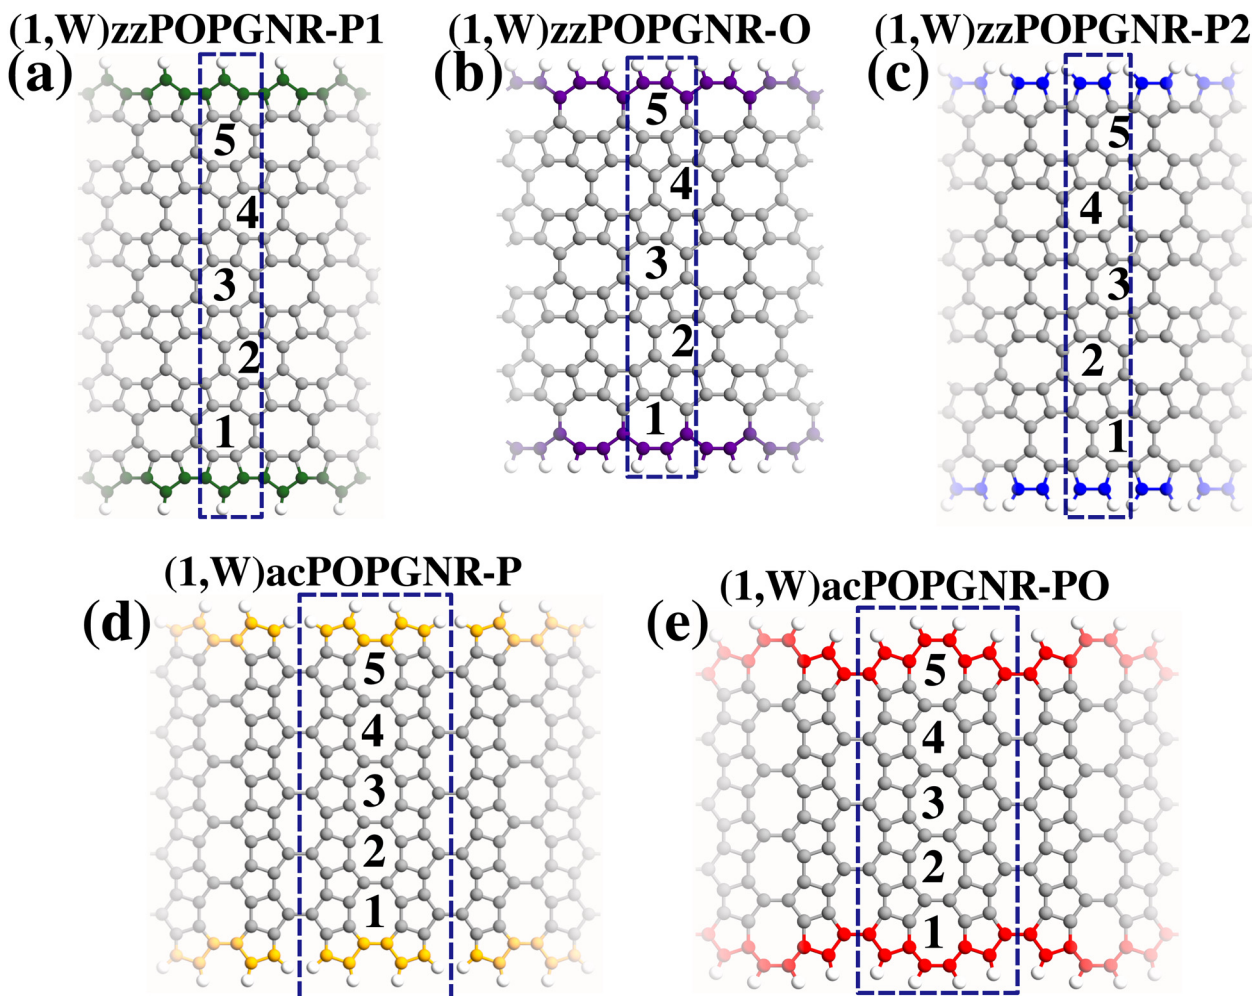 (1,W)zzPOPGNR-P1
(a)
5
4
3
2
1
(1,W)zzPOPGNR-O
(b)
5
4
3
2
1
(1,W)zzPOPGNR-P2
(c)
5
4
3
2
1
(1,W)acPOPGNR-P
(d)
5
4
3
2
1
(1,W)acPOPGNR-PO
(e)
5
4
3
2
1